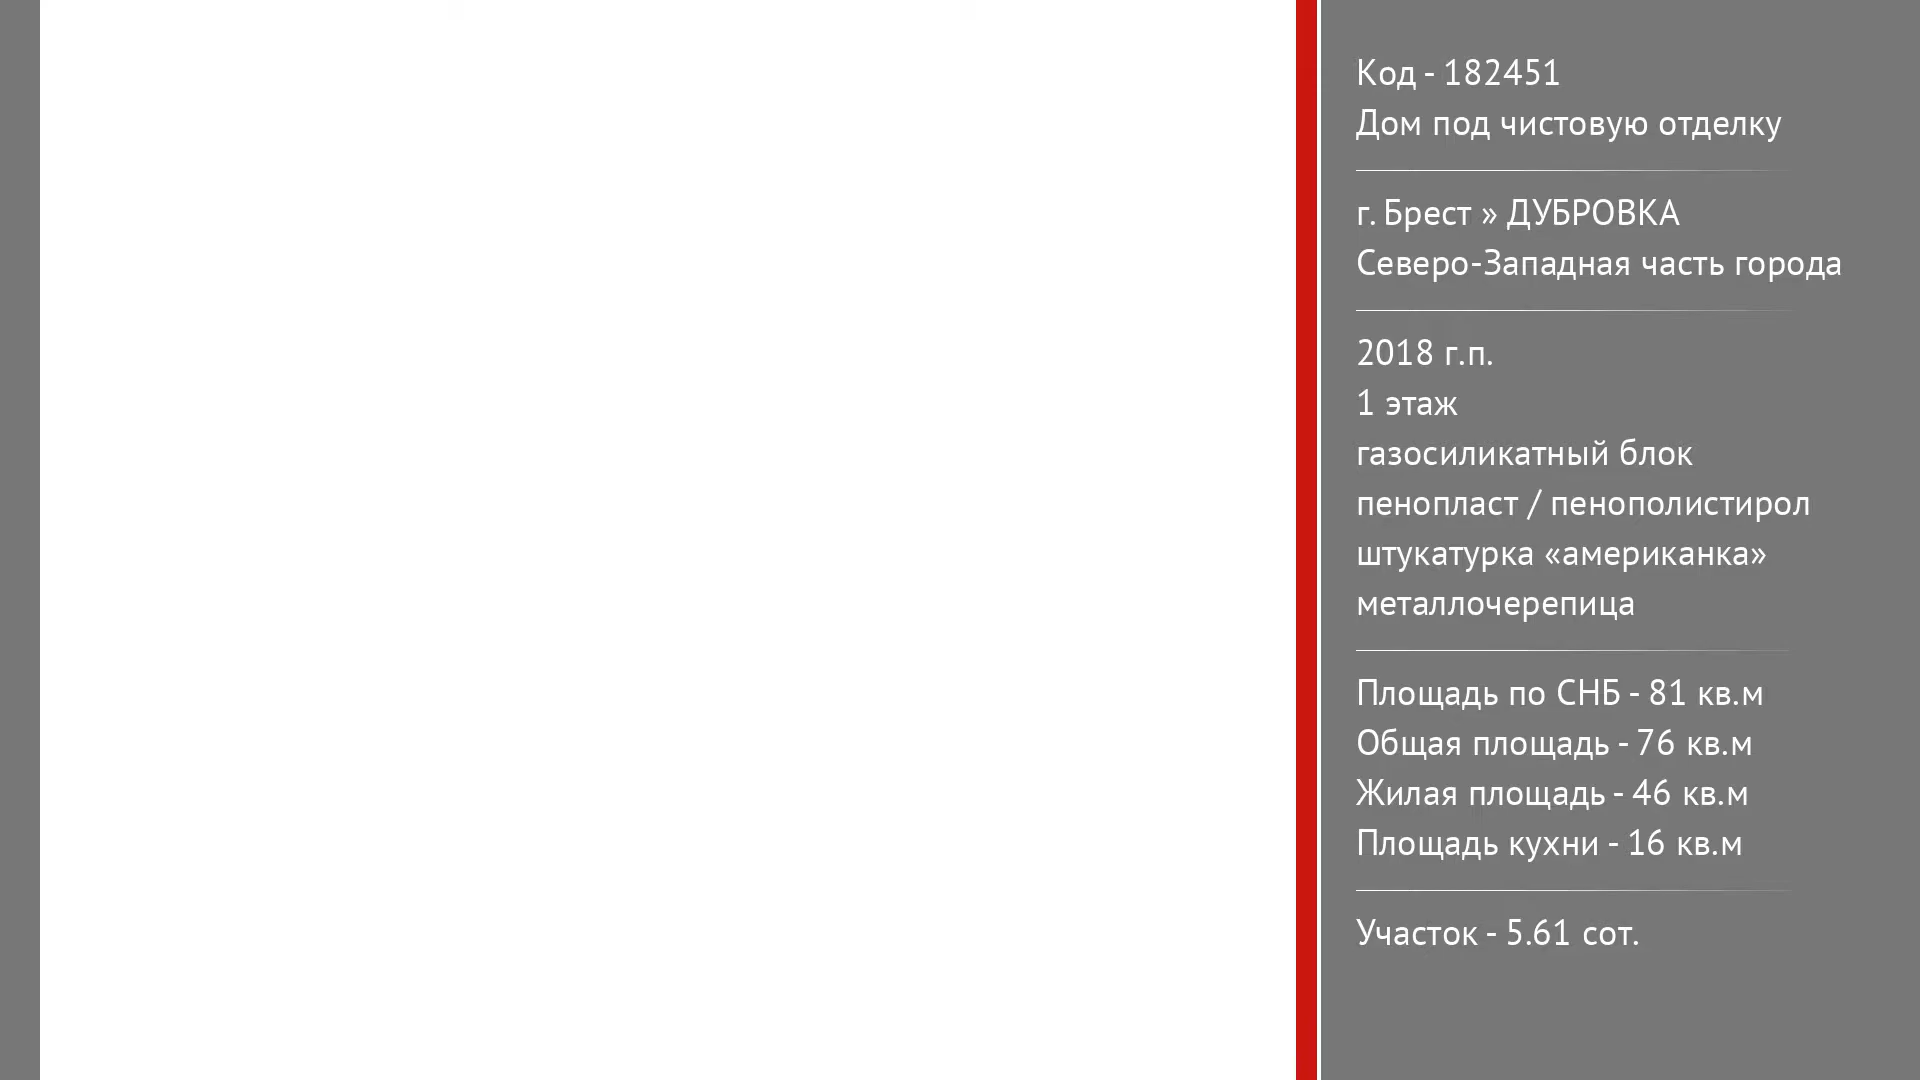 Код - 182451
Дом под чистовую отделку
г. Брест » ДУБРОВКА
Северо-Западная часть города
2018 г.п.
1 этаж
газосиликатный блок
пенопласт / пенополистирол
штукатурка «американка»
металлочерепица
Площадь по СНБ - 81 кв.м
Общая площадь - 76 кв.м
Жилая площадь - 46 кв.м
Площадь кухни - 16 кв.м
Участок - 5.61 сот.